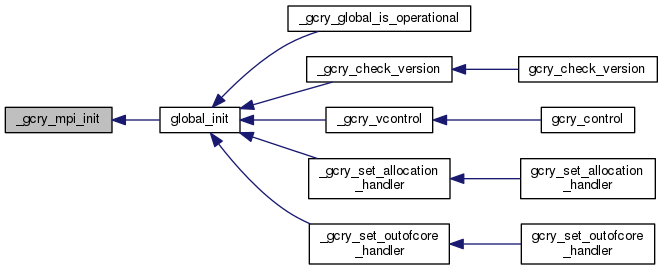 _gcry_global_is_operational
_gcry_check_version
gcry_check_version
_gcry_mpi_init
global_init
_gcry_vcontrol
gcry_control
_gcry_set_allocation
_handler
gcry_set_allocation
_handler
_gcry_set_outofcore
_handler
gcry_set_outofcore
_handler